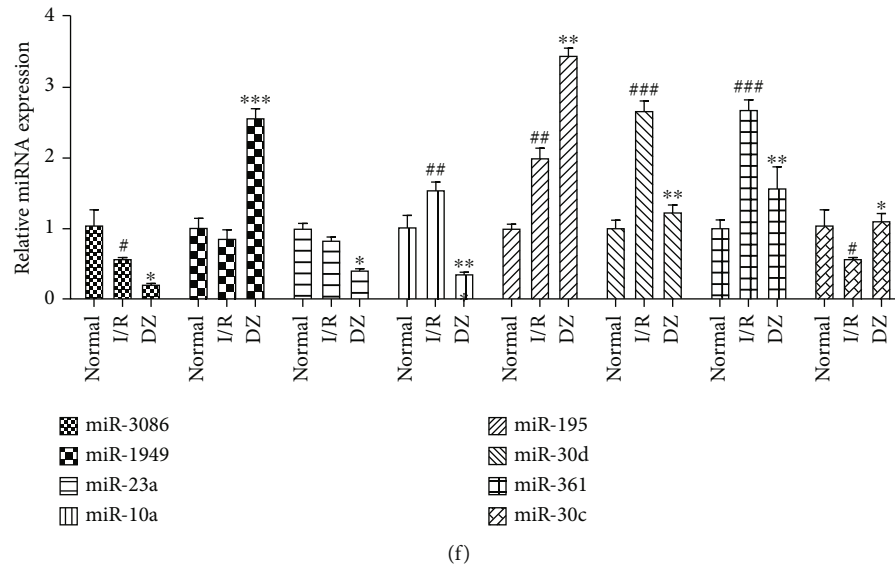 Relative miRNA expression
4
3
2
1
0
# * *** * ## ** ## ** ### ** ### ** # *
Normal I/R DZ Normal I/R DZ Normal I/R DZ Normal I/R DZ Normal I/R DZ Normal I/R DZ Normal I/R DZ Normal I/R DZ
miR-3086
miR-1949
miR-23a
miR-10a
miR-195
miR-30d
miR-361
miR-30c
(f)